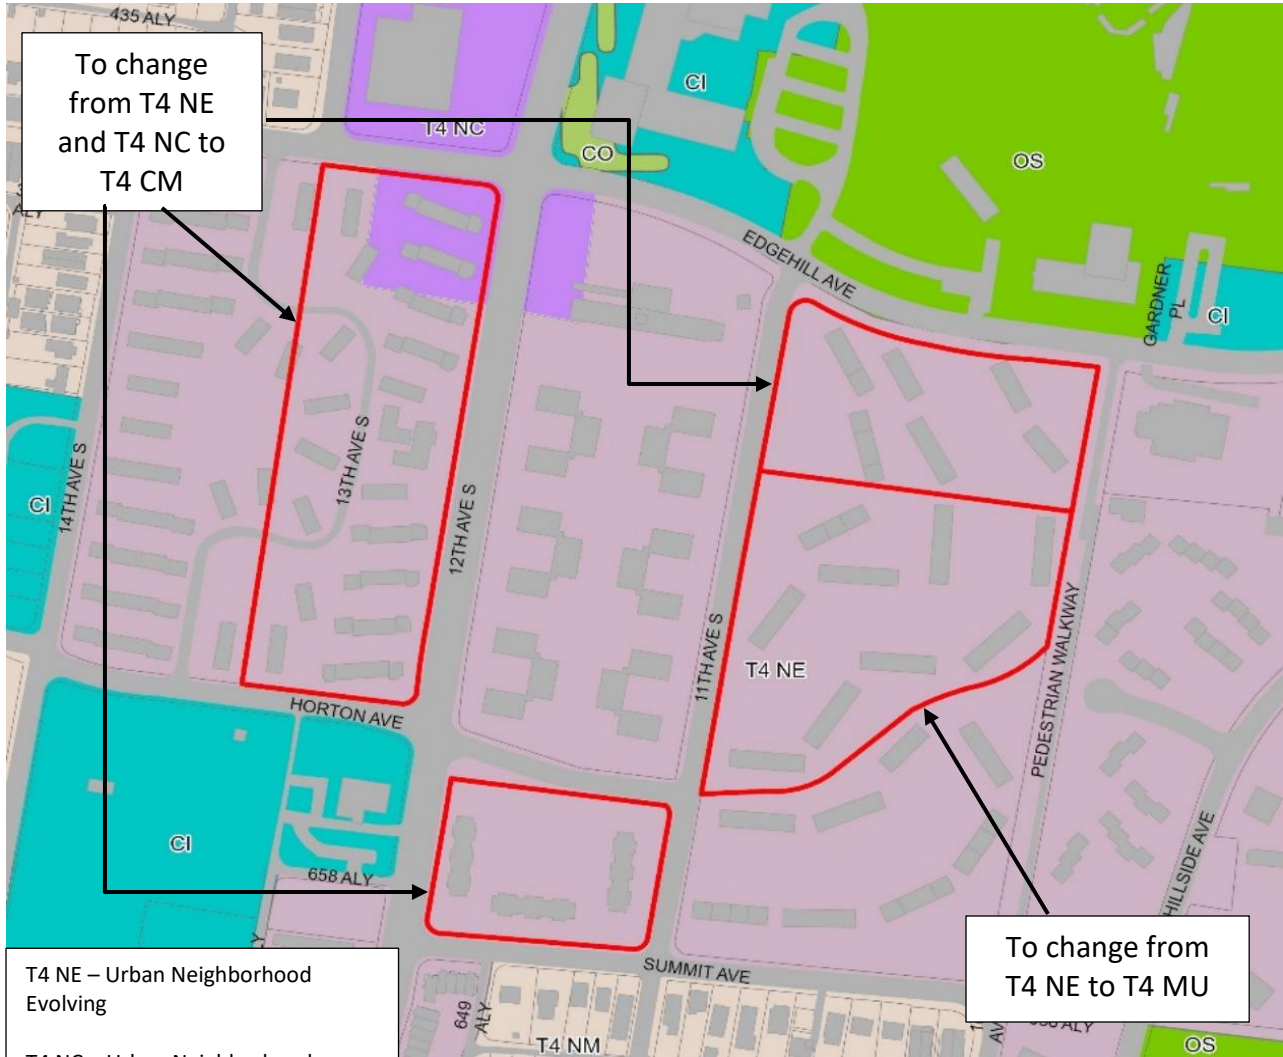 435 ALY
To change
from T4 NE
and T4 NC to
T4 CM
ALY
T4 NC
CI
CO
OS
EDGEHILL AVE
GARDNER
PL
CI
14TH AVE S
13TH AVE S
12TH AVE S
11TH AVE S
CI
T4 NE
PEDESTRIAN WALKWAY
HORTON AVE
CI
658 ALY
HILLSIDE AVE
To change from
T4 NE to T4 MU
SUMMIT AVE
T4 NE – Urban Neighborhood
Evolving
649
ALY
T4 NM
AV
ALY
OS